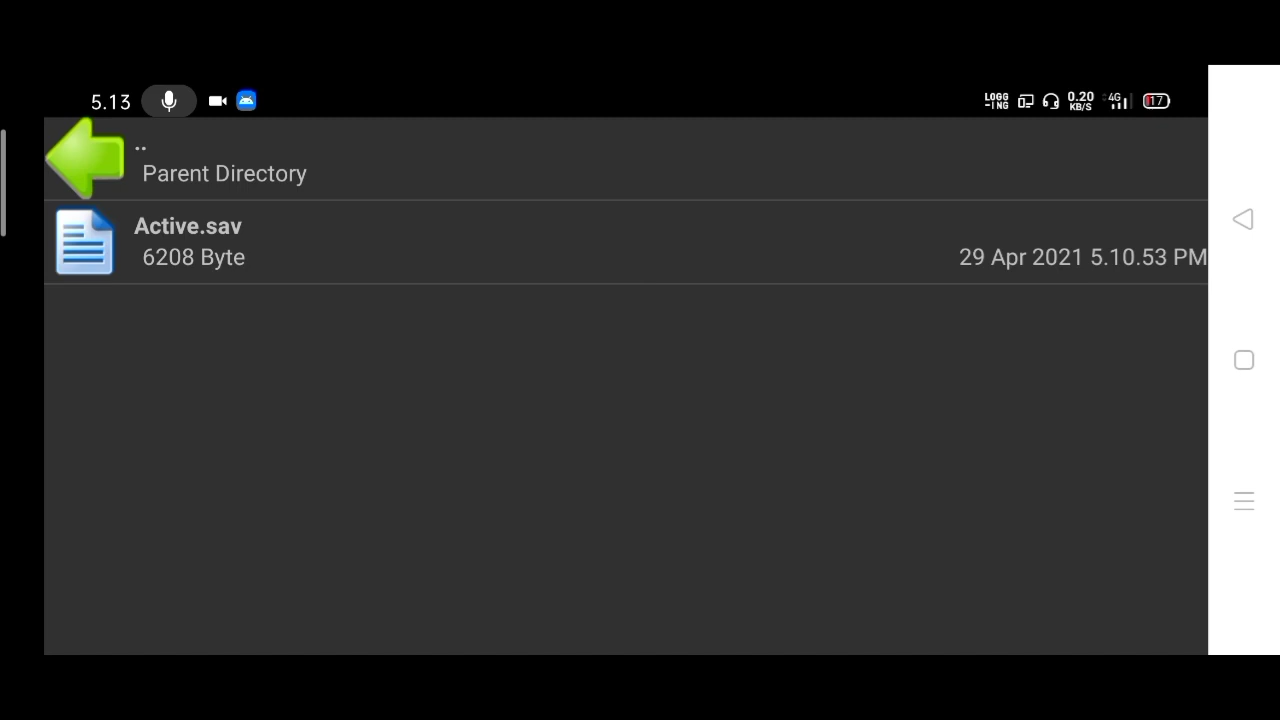 5.13
LOGG
-ING
0.20
KB/S
4G
17
..
Parent Directory
Active.sav
6208 Byte
29 Apr 2021 5.10.53 PM